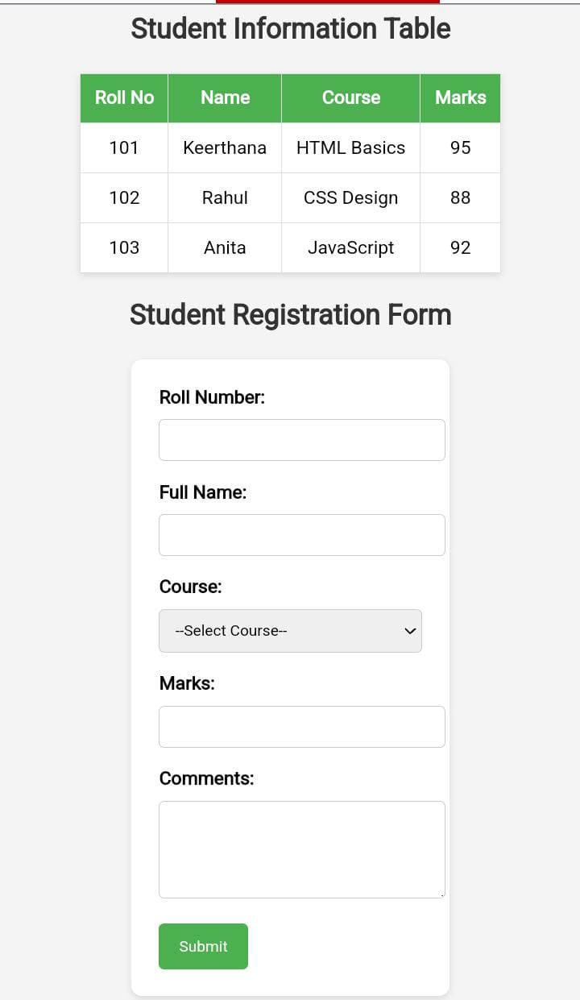 Student Information Table
Roll No Name Course Marks
101 Keerthana HTML Basics 95
102 Rahul CSS Design 88
103 Anita JavaScript 92
Student Registration Form
Roll Number:
Full Name:
Course:
--Select Course--
Marks:
Comments:
Submit